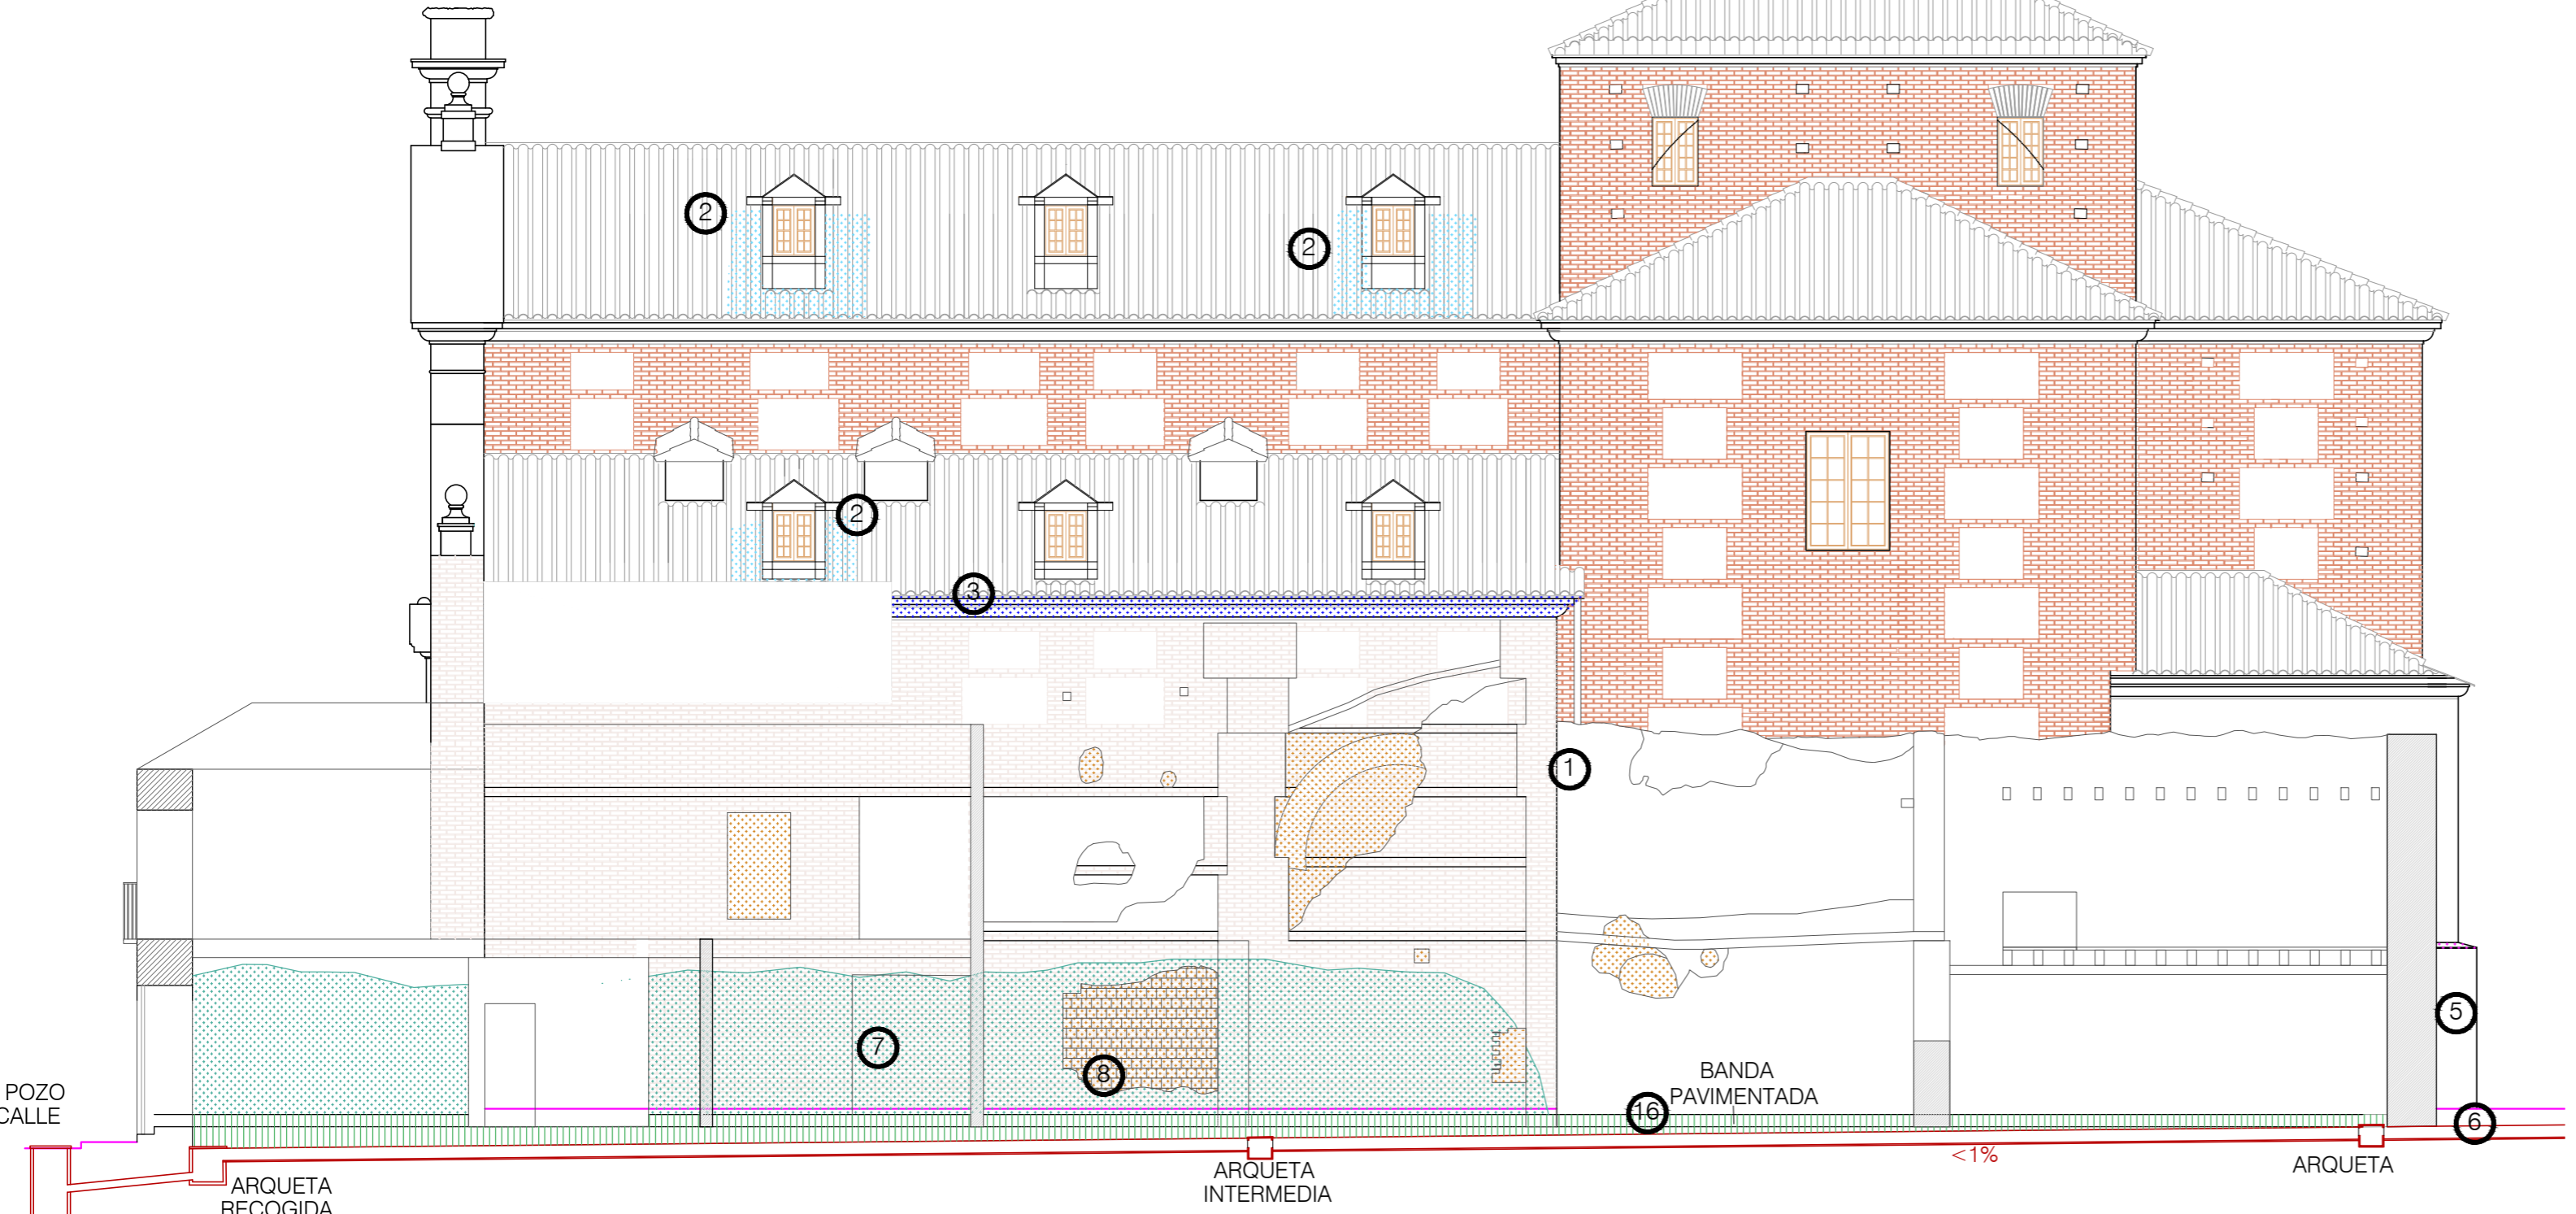 2
2
2
3
1
5
7
8
BANDA
PAVIMENTADA
16
6
POZO
CALLE
<1%
ARQUETA
RECOGIDA
ARQUETA
INTERMEDIA
ARQUETA